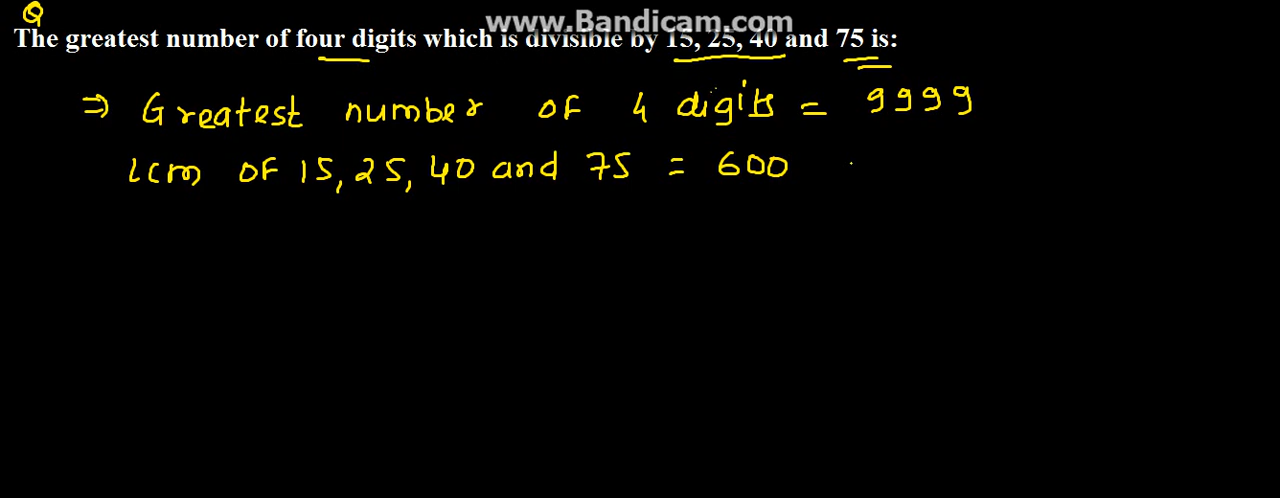 Q
www.Bandicam.com
The greatest number of four digits which is divisible by 15, 25, 40 and 75 is:
⇒ Greatest number of 4 digits = 9999
LCM OF 15, 25, 40 and 75 = 600